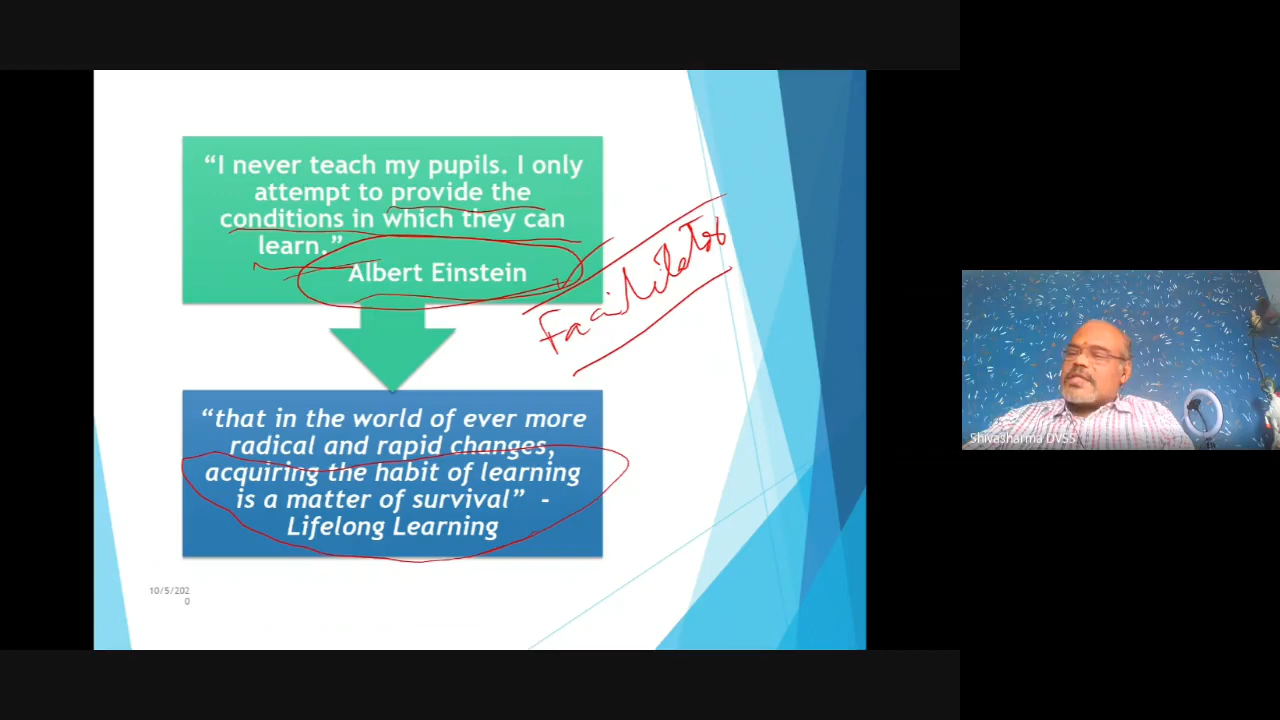 “I never teach my pupils. I only
attempt to provide the
conditions in which they can
learn.”
Albert Einstein
Facilitator
“that in the world of ever more
radical and rapid changes,
acquiring the habit of learning
is a matter of survival” -
Lifelong Learning
10/5/202
0
Shivasharma DVSS